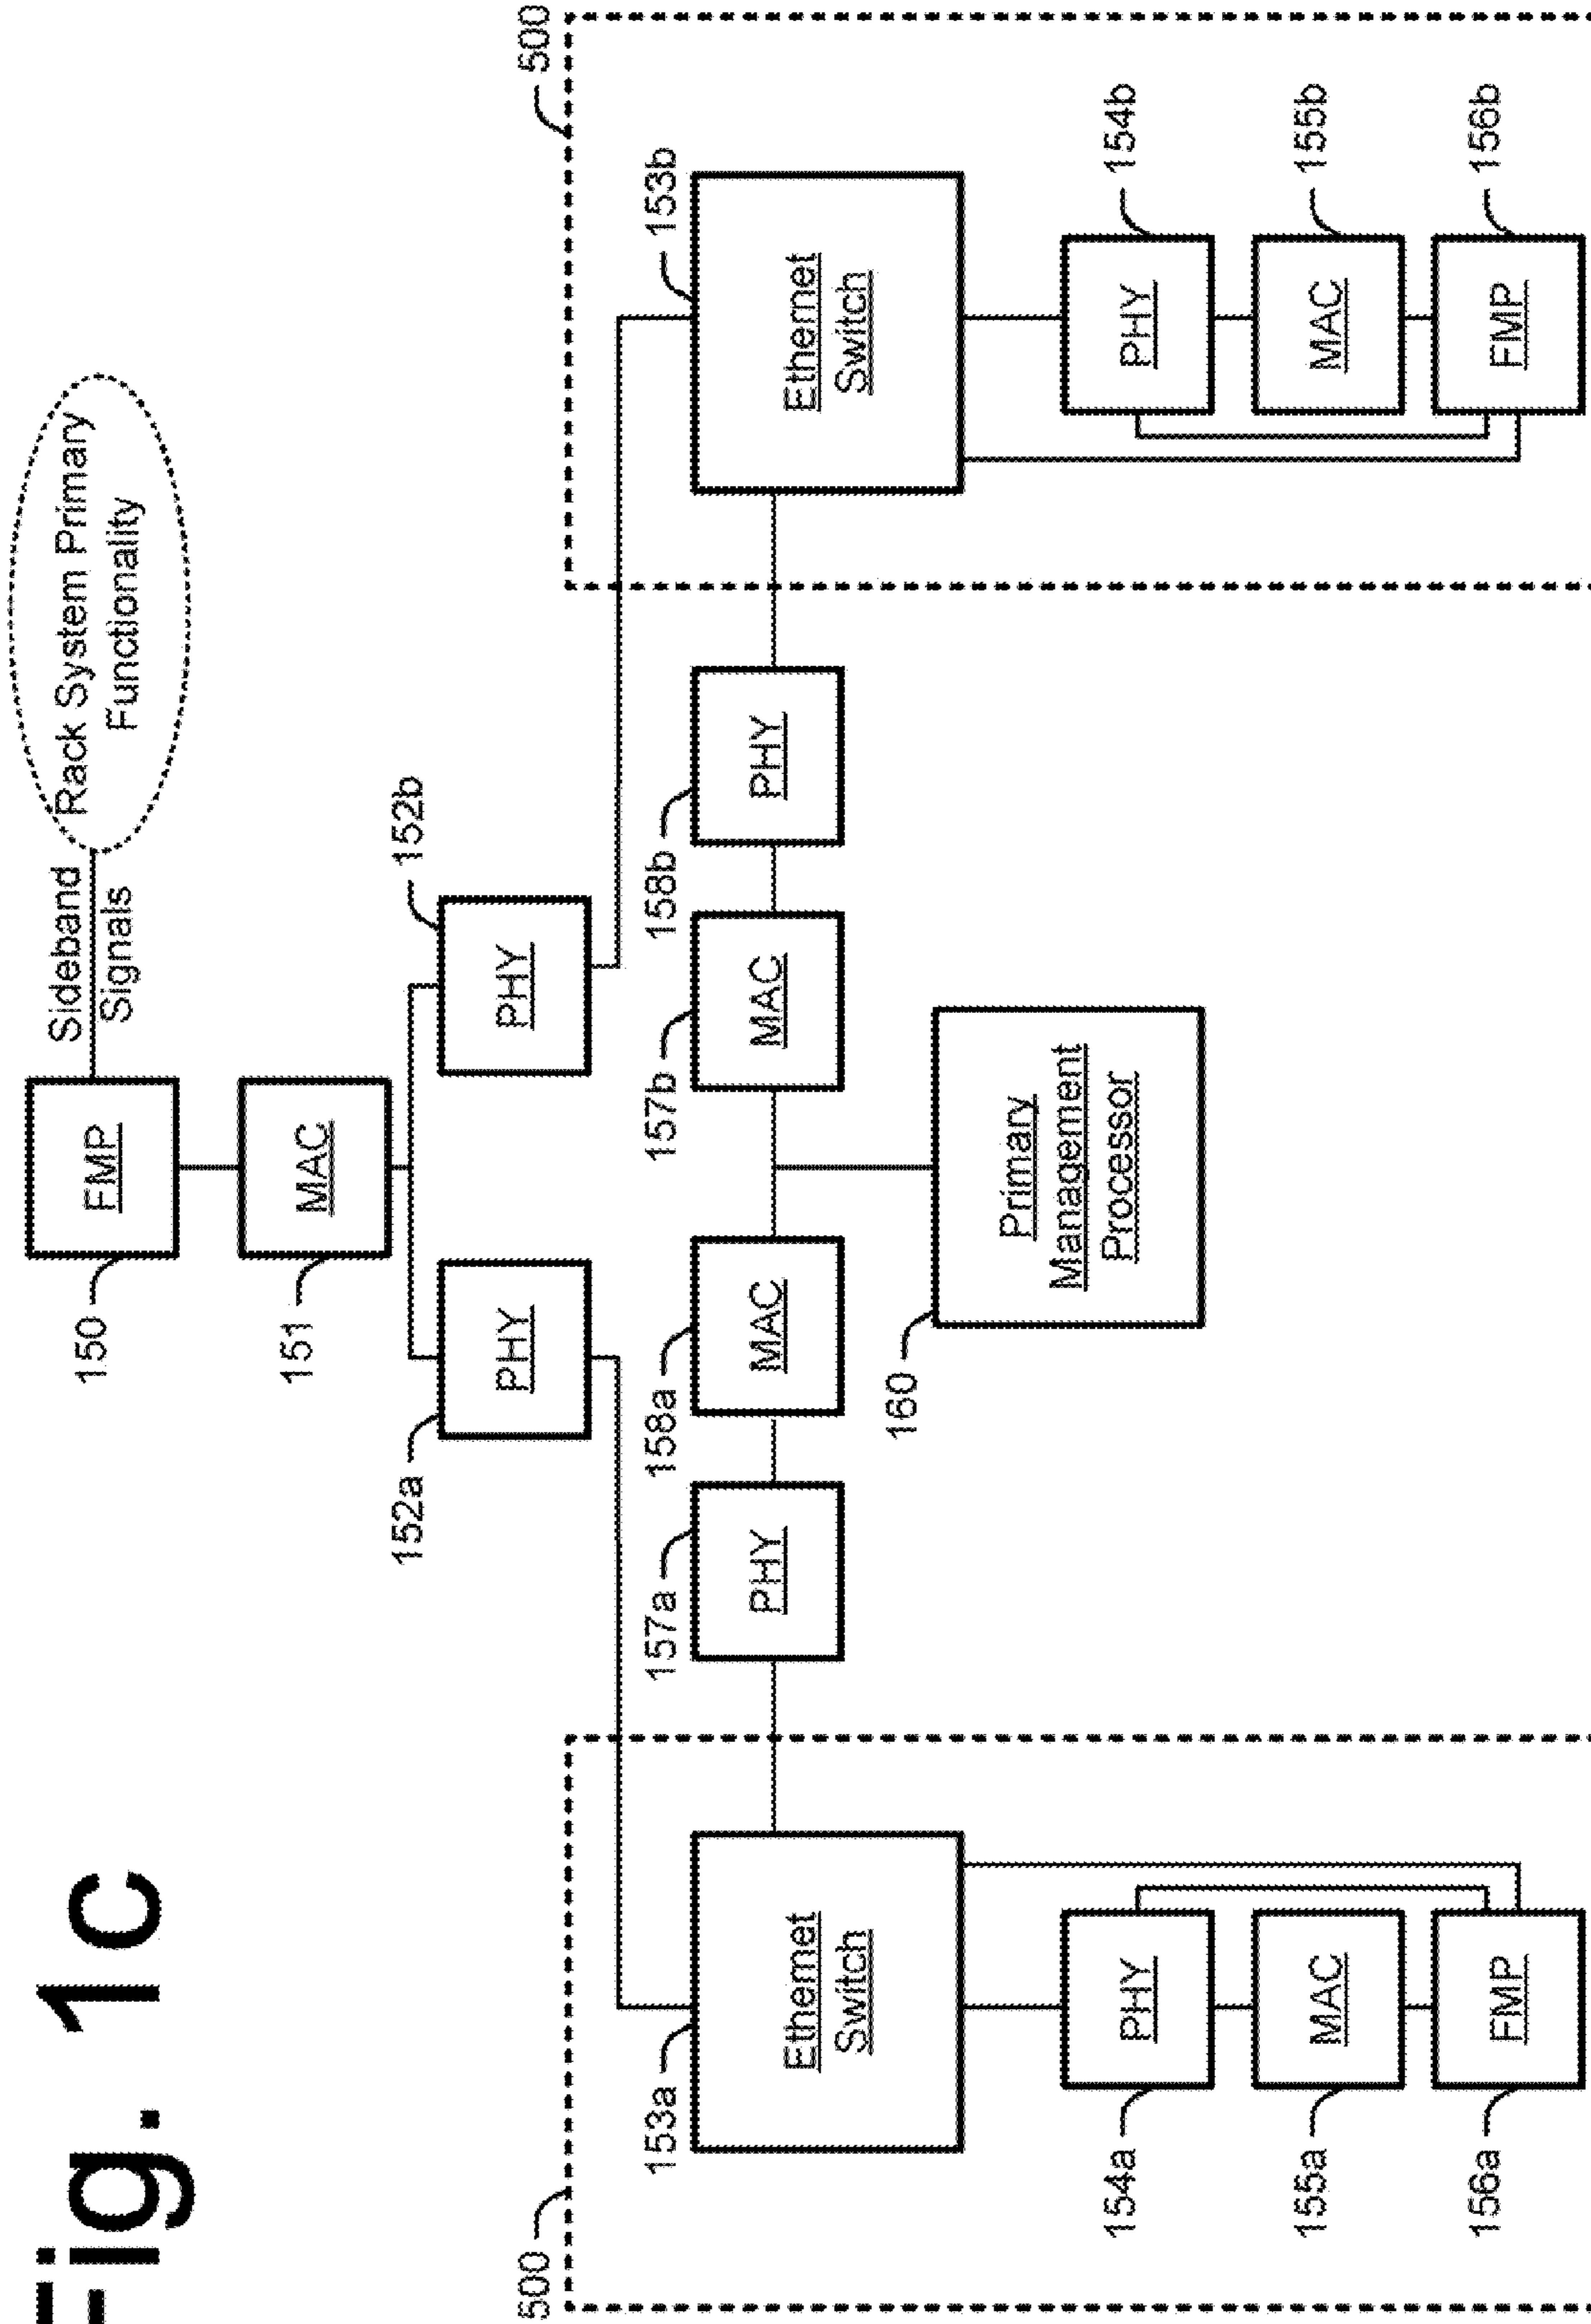 Fig. 1c
Sideband
Signals
Rack System Primary
Functionality
FMP
150
MAC
151
PHY
152a
PHY
152b
500
500
153a
Ethernet
Switch
157a
PHY
158a
MAC
157b
MAC
158b
PHY
153b
Ethernet
Switch
160
Primary
Management
Processor
154a
PHY
PHY
154b
155a
MAC
MAC
155b
156a
FMP
FMP
156b